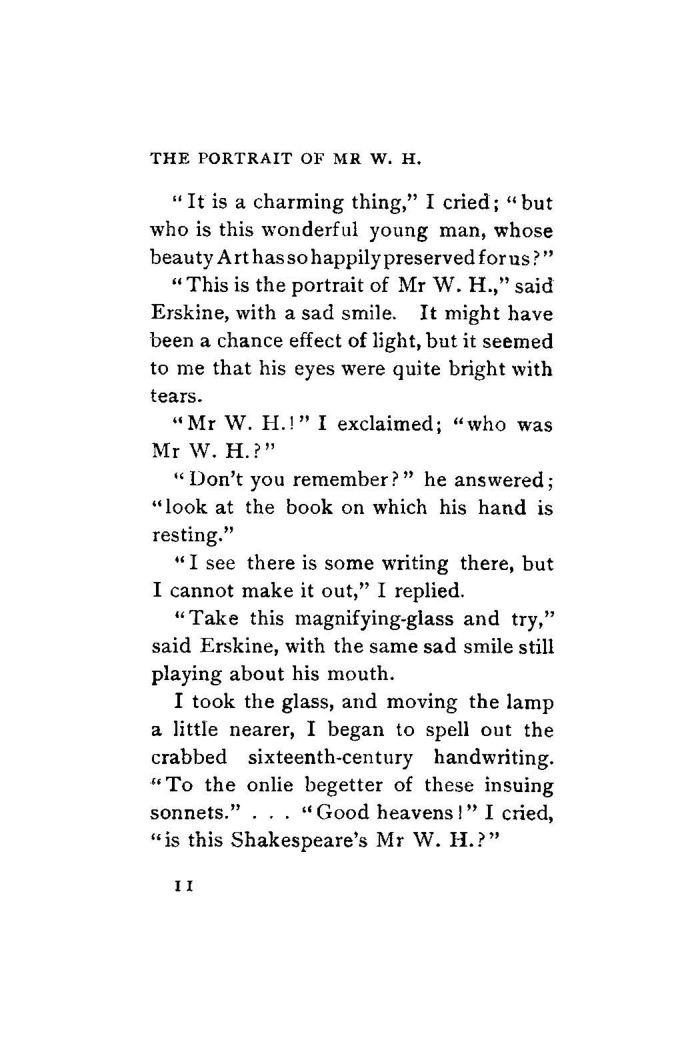 THE PORTRAIT OF MR W. H.
“It is a charming thing,” I cried; “but
who is this wonderful young man, whose
beauty Art has so happily preserved for us?”
“This is the portrait of Mr W. H.,” said
Erskine, with a sad smile. It might have
been a chance effect of light, but it seemed
to me that his eyes were quite bright with
tears.
“Mr W. H.!” I exclaimed; “who was
Mr W. H.?”
“Don't you remember?” he answered;
“look at the book on which his hand is
resting.”
“I see there is some writing there, but
I cannot make it out,” I replied.
“Take this magnifying-glass and try,”
said Erskine, with the same sad smile still
playing about his mouth.
I took the glass, and moving the lamp
a little nearer, I began to spell out the
crabbed sixteenth-century handwriting.
“To the onlie begetter of these insuing
sonnets.” . . . “Good heavens!” I cried,
“is this Shakespeare's Mr W. H.?”
11